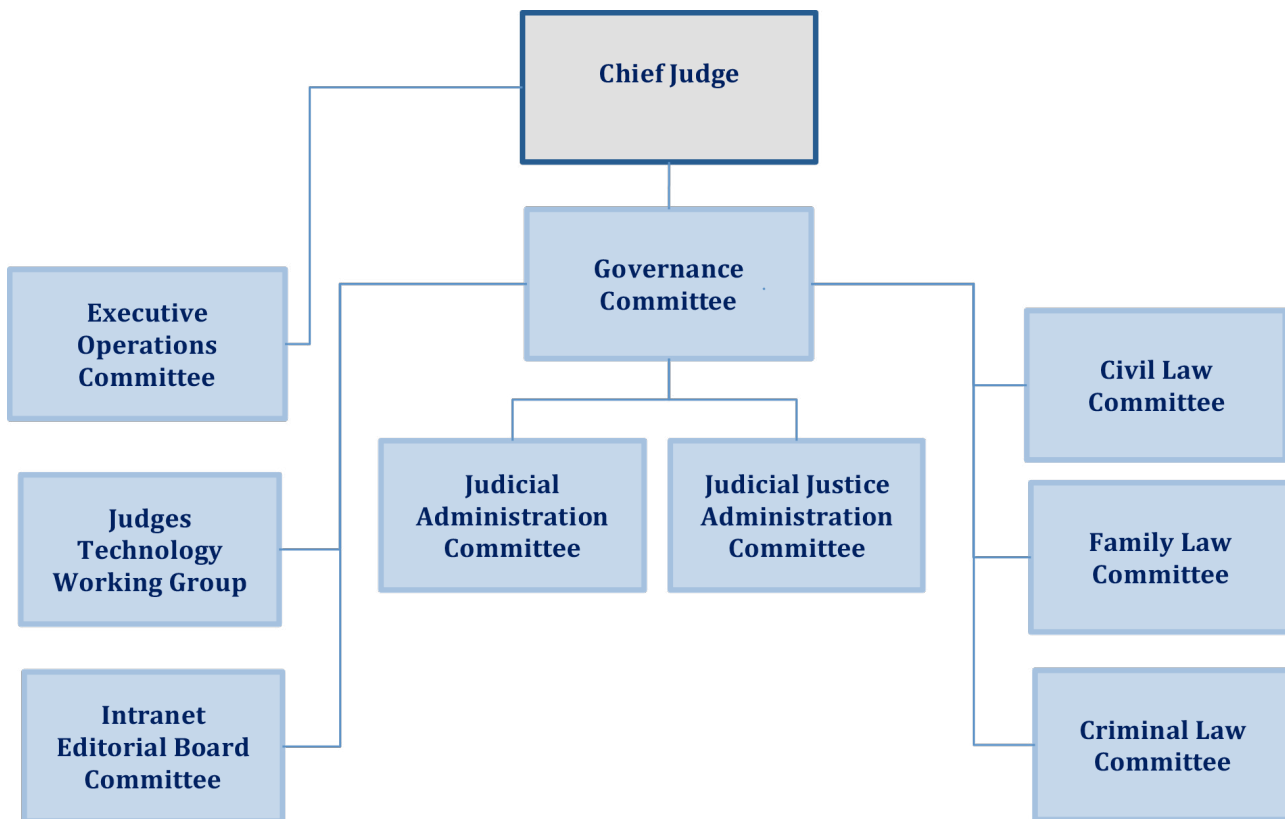 Chief Judge
Governance
Committee
Executive
Operations
Committee
Civil Law
Committee
Judicial
Administration
Committee
Judicial Justice
Administration
Committee
Judges
Technology
Working Group
Family Law
Committee
Intranet
Editorial Board
Committee
Criminal Law
Committee